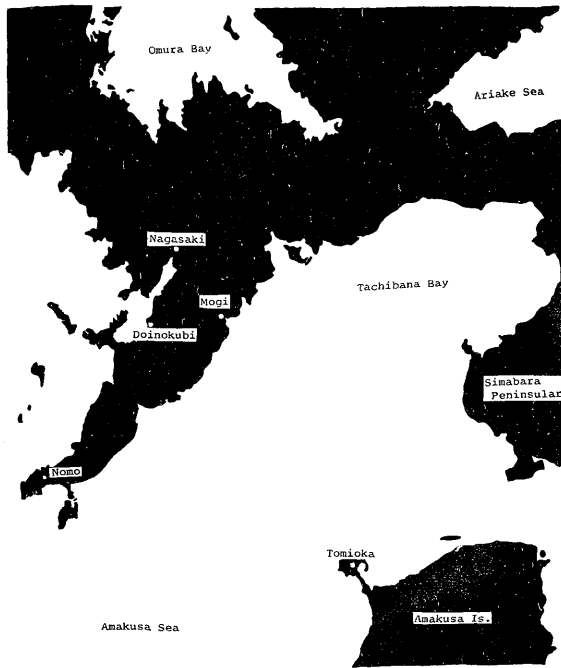 Omura Bay
Ariake Sea
Nagasaki
Tachibana Bay
Mogi
Doinokubi
Simabara
Peninsular
Nomo
Tomioka
Amakusa Is.
Amakusa Sea